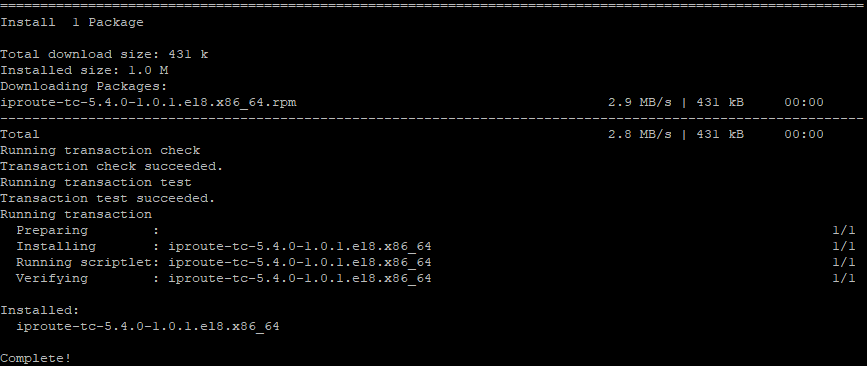 ================================================================================================================
Install  1 Package

Total download size: 431 k
Installed size: 1.0 M
Downloading Packages:
iproute-tc-5.4.0-1.0.1.el8.x86_64.rpm                                       2.9 MB/s | 431 kB     00:00
------------------------------------------------------------------------------------------------------------
Total                                                                       2.8 MB/s | 431 kB     00:00
Running transaction check
Transaction check succeeded.
Running transaction test
Transaction test succeeded.
Running transaction
  Preparing        :                                                                                    1/1
  Installing       : iproute-tc-5.4.0-1.0.1.el8.x86_64                                                  1/1
  Running scriptlet: iproute-tc-5.4.0-1.0.1.el8.x86_64                                                  1/1
  Verifying        : iproute-tc-5.4.0-1.0.1.el8.x86_64                                                  1/1

Installed:
  iproute-tc-5.4.0-1.0.1.el8.x86_64

Complete!